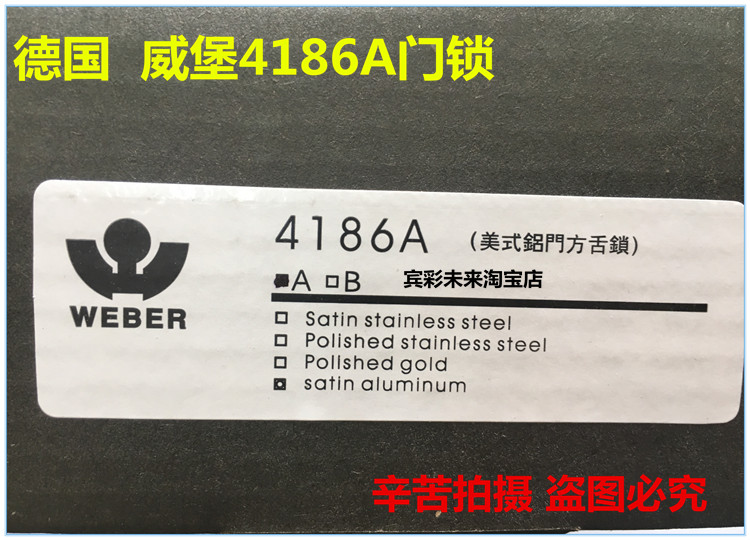 德国 威堡4186A门锁
4186A (美式鋁門方舌鎖)
A B 宾彩未来淘宝店
WEBER
Satin stainless steel
Polished stainless steel
Pollshed gold
satin aluminum
辛苦拍摄 盗图必究